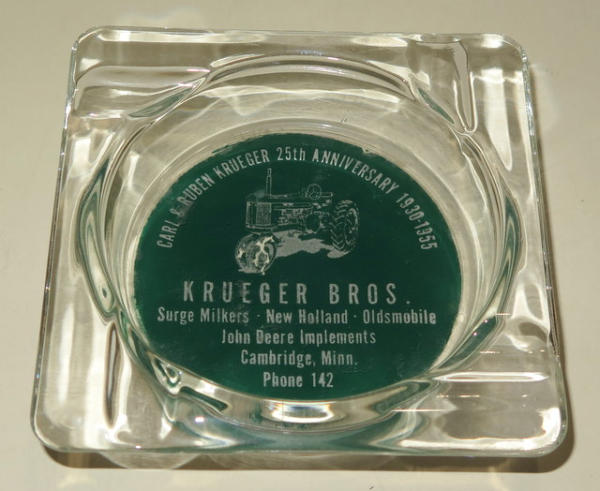 CARL & RUBEN KRUEGER 25th ANNIVERSARY 1930-1955
KRUEGER BROS.
Surge Milkers · New Holland · Oldsmobile
John Deere Implements
Cambridge, Minn.
Phone 142